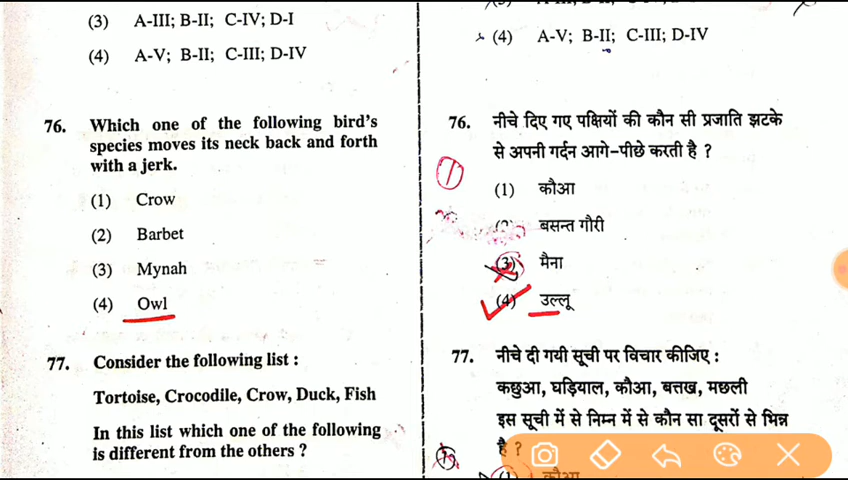 (3) A-III; B-II; C-IV; D-I
(4) A-V; B-II; C-III; D-IV
76. Which one of the following bird's
species moves its neck back and forth
with a jerk.
(1) Crow
(2) Barbet
(3) Mynah
(4) Owl
77. Consider the following list :
Tortoise, Crocodile, Crow, Duck, Fish
In this list which one of the following
is different from the others ?
(4) A-V; B-II; C-III; D-IV
76. नीचे दिए गए पक्षियों की कौन सी प्रजाति झटके
से अपनी गर्दन आगे-पीछे करती है ?
(1) कौआ
(2) बसन्त गौरी
(3) मैना
(4) उल्लू
77. नीचे दी गयी सूची पर विचार कीजिए :
कछुआ, घड़ियाल, कौआ, बत्तख, मछली
इस सूची में से निम्न में से कौन सा दूसरों से भिन्न
है ?
(1) कौआ